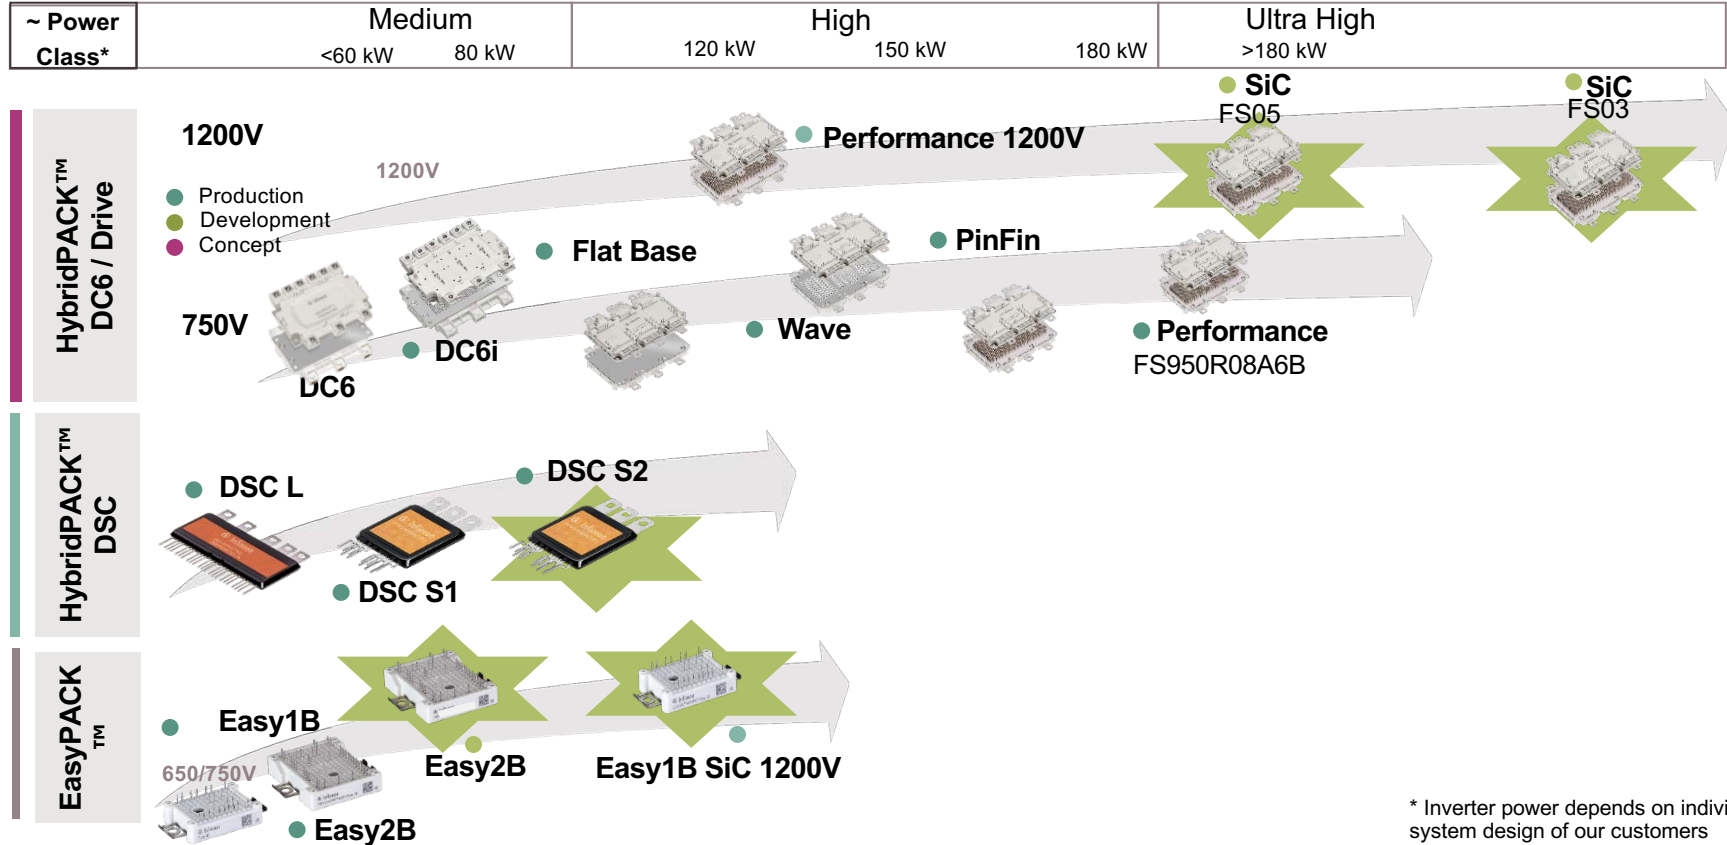 ~ Power
Class*
Medium
High
Ultra High
<60 kW
80 kW
120 kW
150 kW
180 kW
>180 kW
HybridPACK™
DC6 / Drive
1200V
1200V
Production
Development
Concept
Performance 1200V
SiC
FS05
SiC
FS03
750V
DC6
DC6i
Flat Base
Wave
PinFin
Performance
FS950R08A6B
HybridPACK™
DSC
DSC L
DSC S1
DSC S2
EasyPACK
™
650/750V
Easy1B
Easy2B
Easy2B
Easy1B SiC 1200V
* Inverter power depends on indivi
system design of our customers